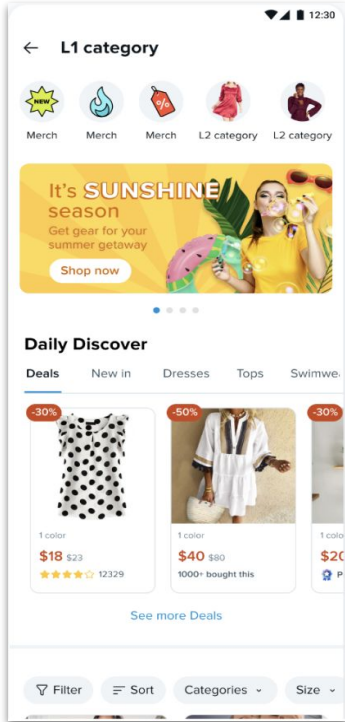 12:30
L1 category
NEW
%
Merch
Merch
Merch
L2 category
L2 category
It's SUNSHINE
season
Get gear for your
summer getaway
Shop now
Daily Discover
Deals
New in
Dresses
Tops
Swimwe
-30%
-50%
-30%
1 color
1 color
1 colo
$18 $23
$40 $80
$20
12329
1000+ bought this
P
See more Deals
Filter
Sort
Categories
Size